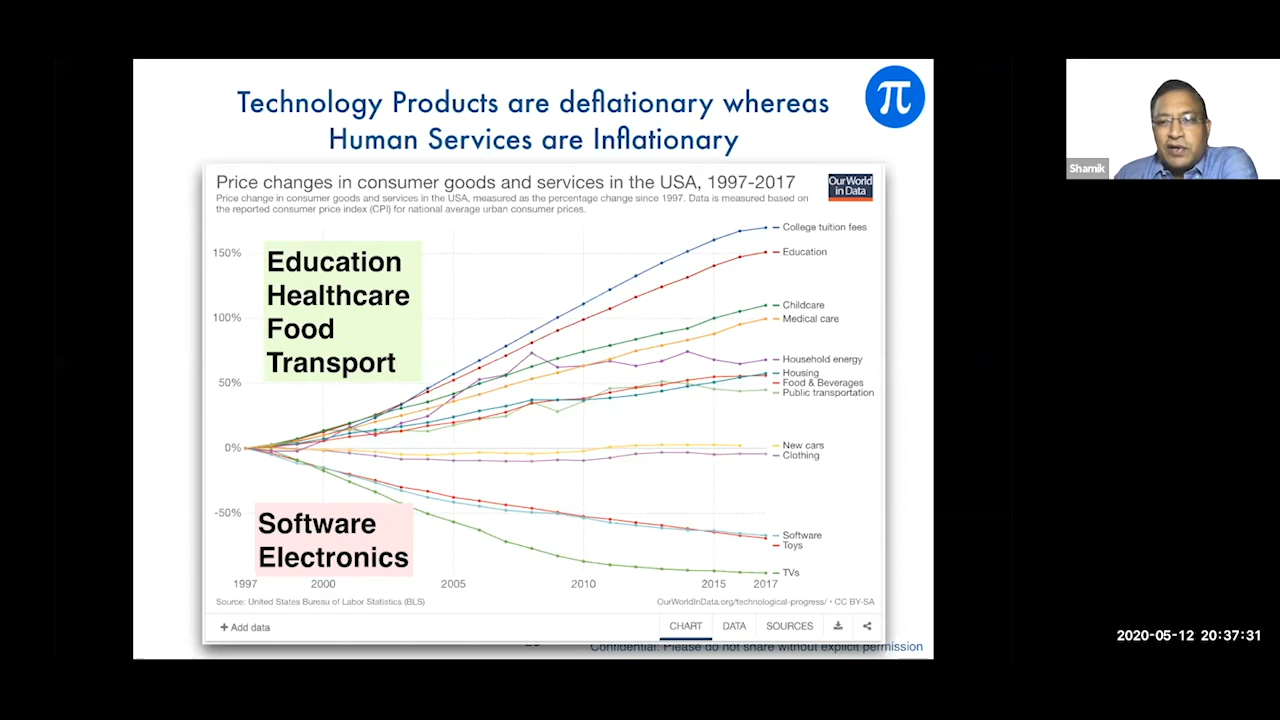 Technology Products are deflationary whereas
Human Services are Inflationary
π
Shamik
Price changes in consumer goods and services in the USA, 1997-2017
Price change in consumer goods and services in the USA, measured as the percentage change since 1997. Data is measured based on
the reported consumer price index (CPI) for national average urban consumer prices.
Our World
in Data
150%
100%
50%
0%
-50%
Education
Healthcare
Food
Transport
Software
Electronics
College tuition fees
Education
Childcare
Medical care
Household energy
Housing
Food & Beverages
Public transportation
New cars
Clothing
Software
Toys
TVs
1997 2000 2005 2010 2015 2017
Source: United States Bureau of Labor Statistics (BLS)
OurWorldInData.org/technological-progress/ • CC BY-SA
+ Add data
CHART DATA SOURCES
Confidential: Please do not share without explicit permission
2020-05-12 20:37:31